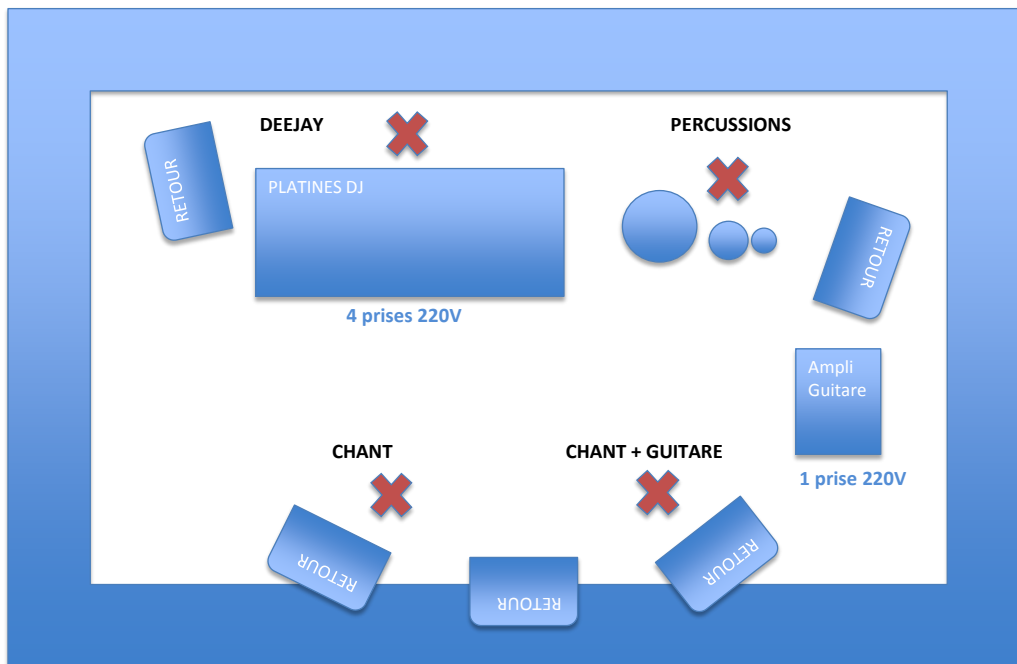 DEEJAY
PERCUSSIONS
RETOUR
PLATINES DJ
RETOUR
4 prises 220V
Ampli
Guitare
CHANT
CHANT + GUITARE
1 prise 220V
RETOUR
RETOUR
RETOUR